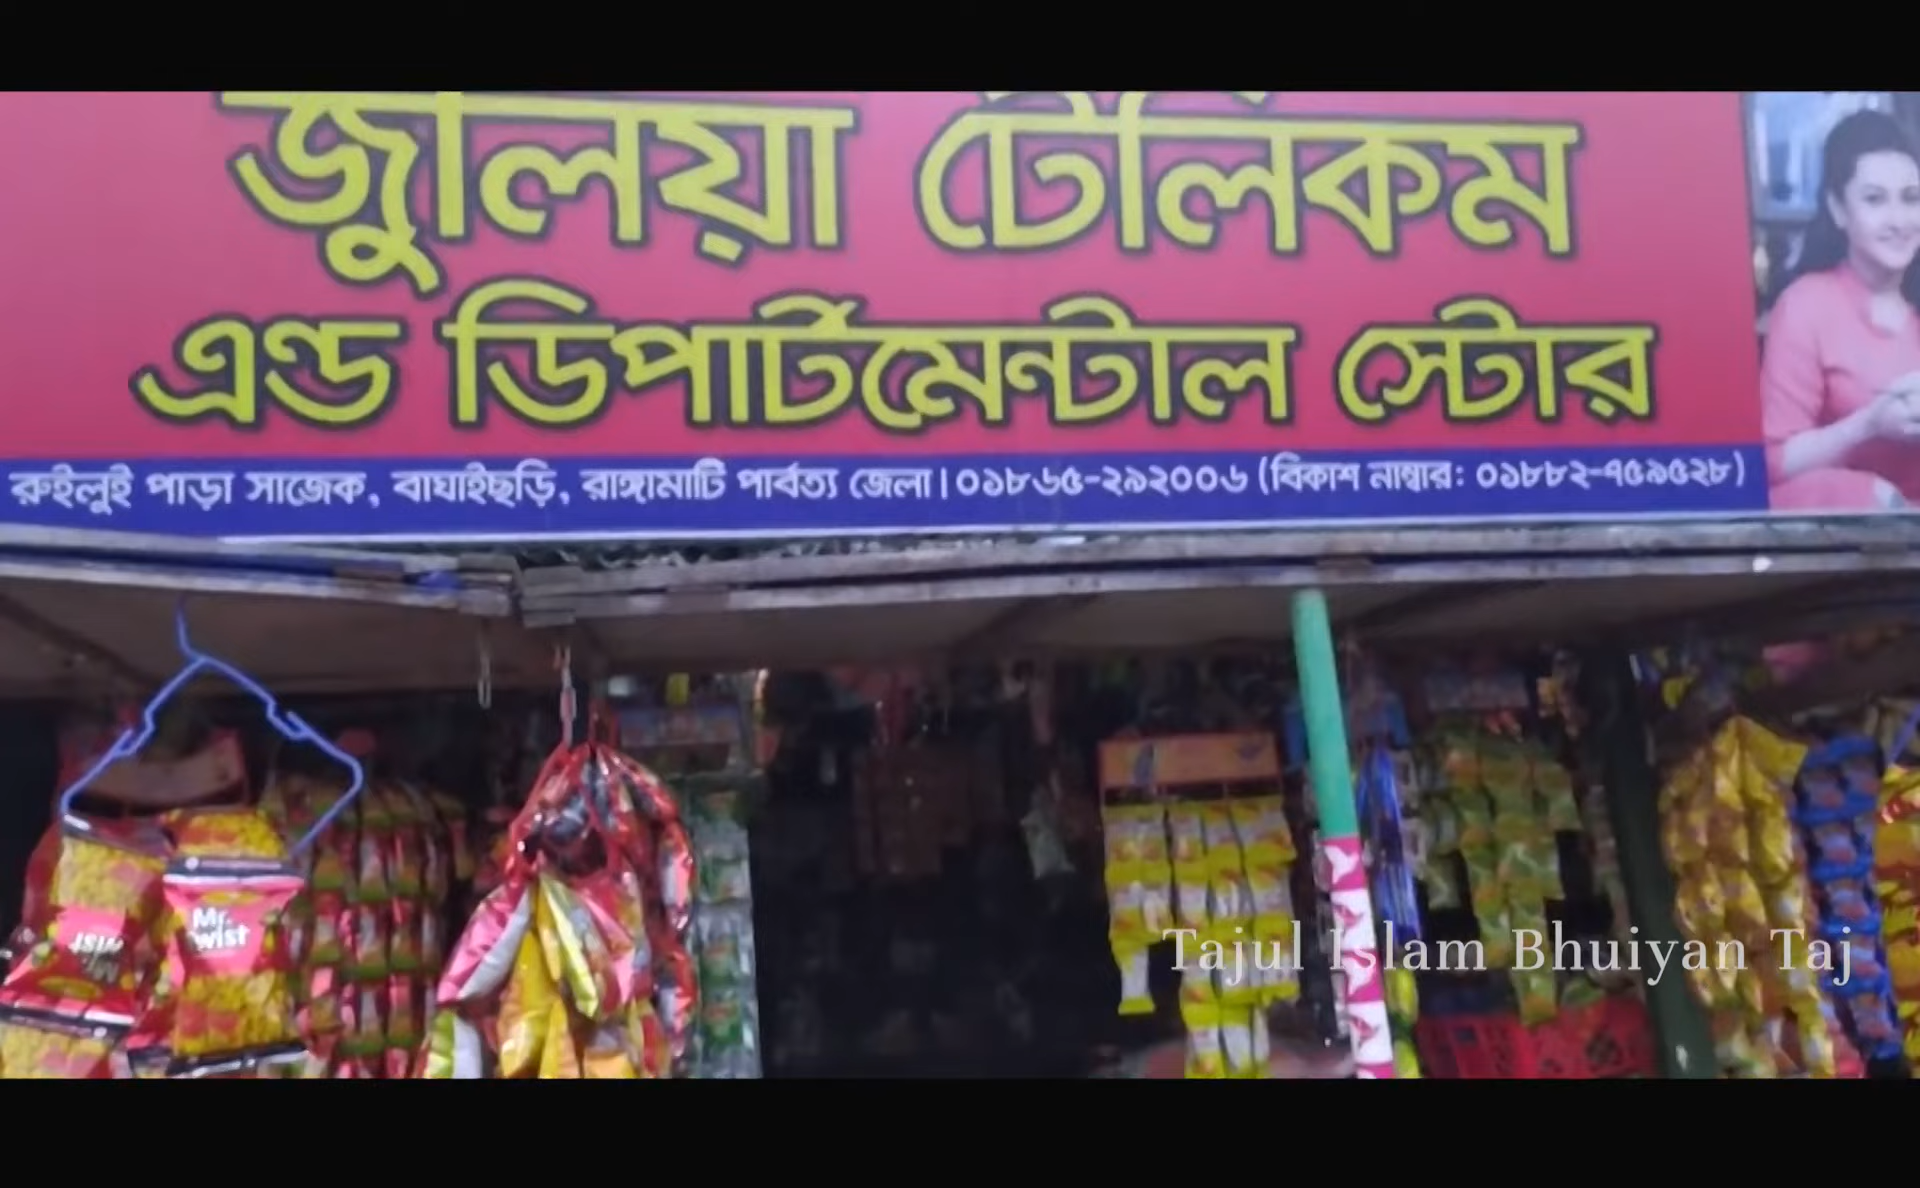 জুলিয়া টেলিকম
এন্ড ডিপার্টমেন্টাল স্টোর
রুইলুই পাড়া সাজেক, বাঘাইছড়ি, রাঙ্গামাটি পার্বত্য জেলা। ০১৮৬৫-২৯২০০৬ (বিকাশ নাম্বার: ০১৮৮২-৭৫৯৫২৮)
Mr.
Twist
Tajul Islam Bhuiyan Taj